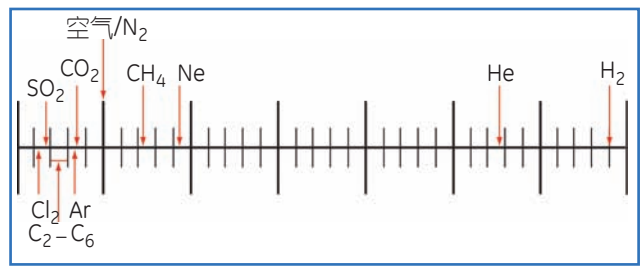 空气/N₂
SO₂ CO₂ CH₄ Ne He H₂
Cl₂ Ar
C₂–C₆